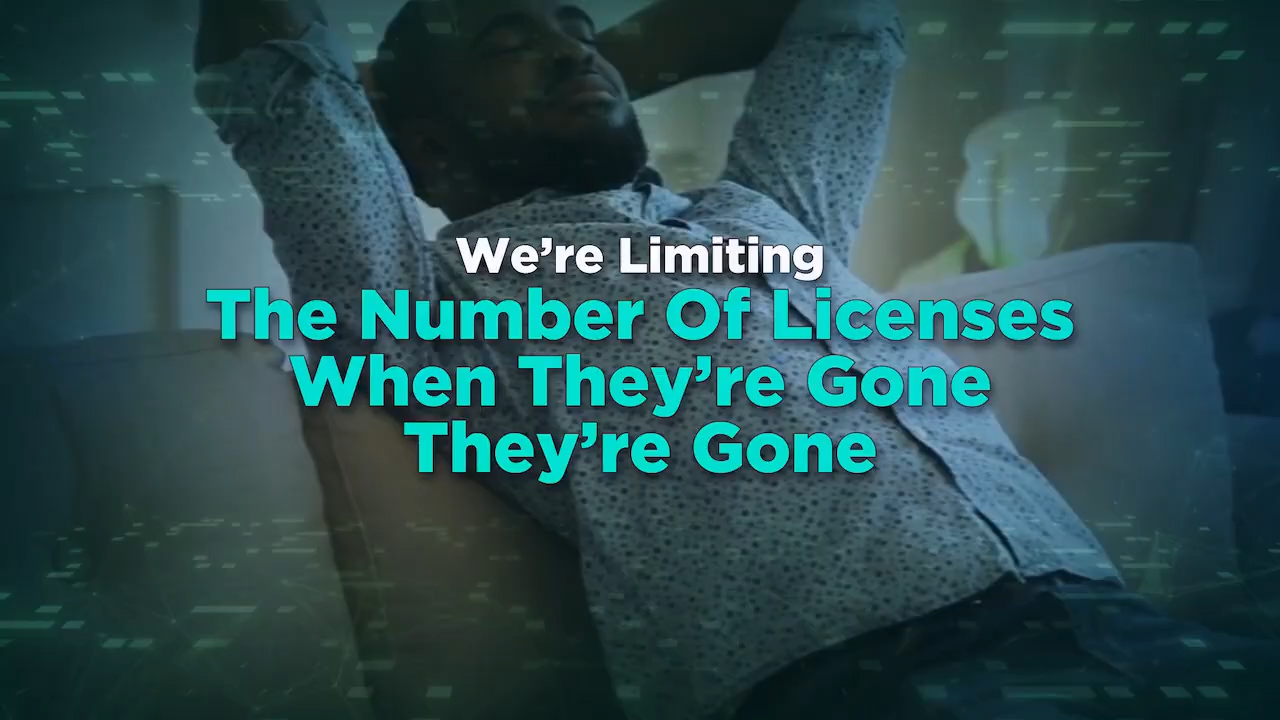 We’re Limiting
The Number Of Licenses
When They’re Gone
They’re Gone